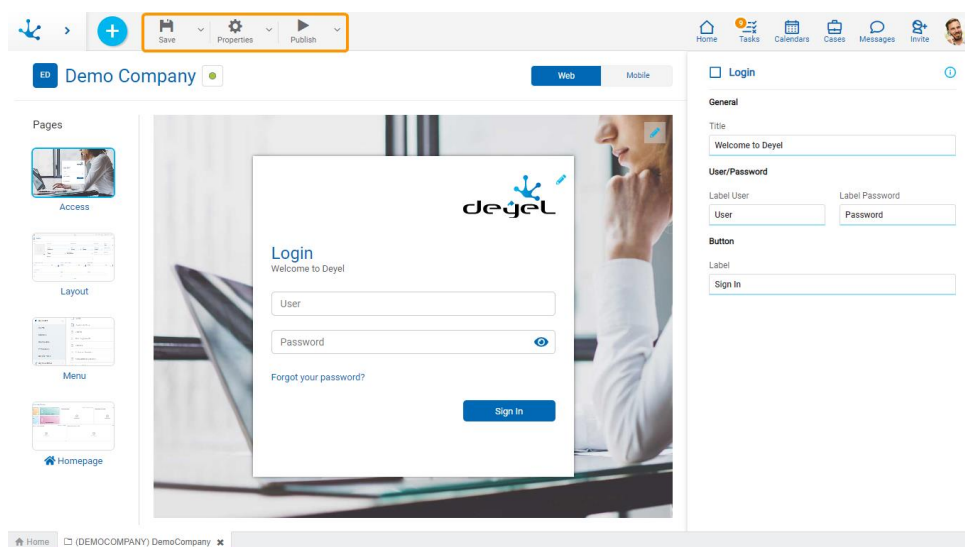 Save
Properties
Publish
Home
9
Tasks
Calendars
Cases
Messages
Invite
ED
Demo Company
Web
Mobile
Login
General
Title
Welcome to Deyel
User/Password
Label User
Label Password
User
Password
Button
Label
Sign In
Pages
Access
Layout
Menu
Homepage
deyel
Login
Welcome to Deyel
User
Password
Forgot your password?
Sign In
Home
(DEMOCOMPANY) DemoCompany